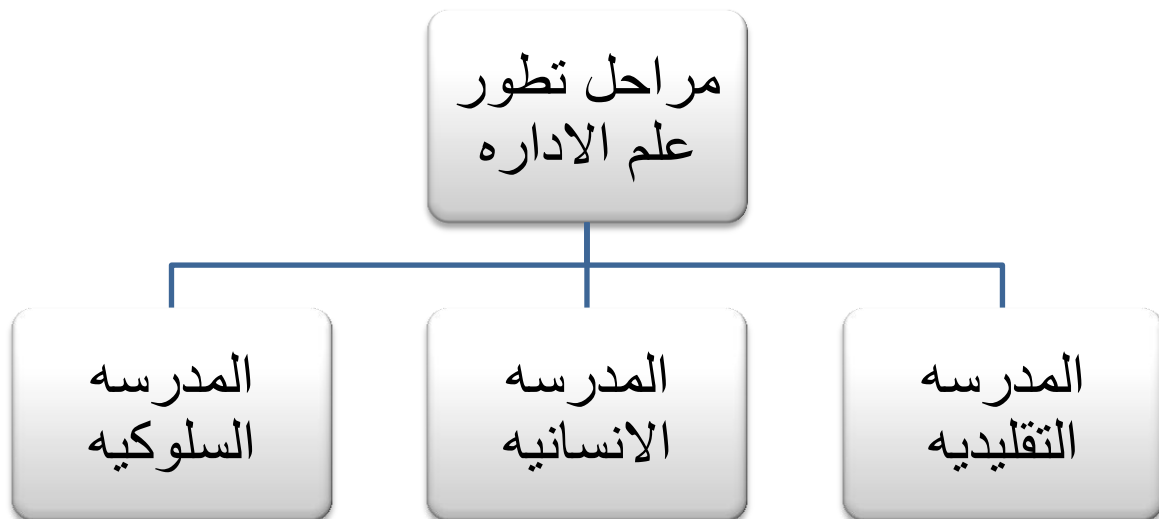 مراحل تطور
علم الاداره
المدرسه
التقليديه
المدرسه
الانسانيه
المدرسه
السلوكيه